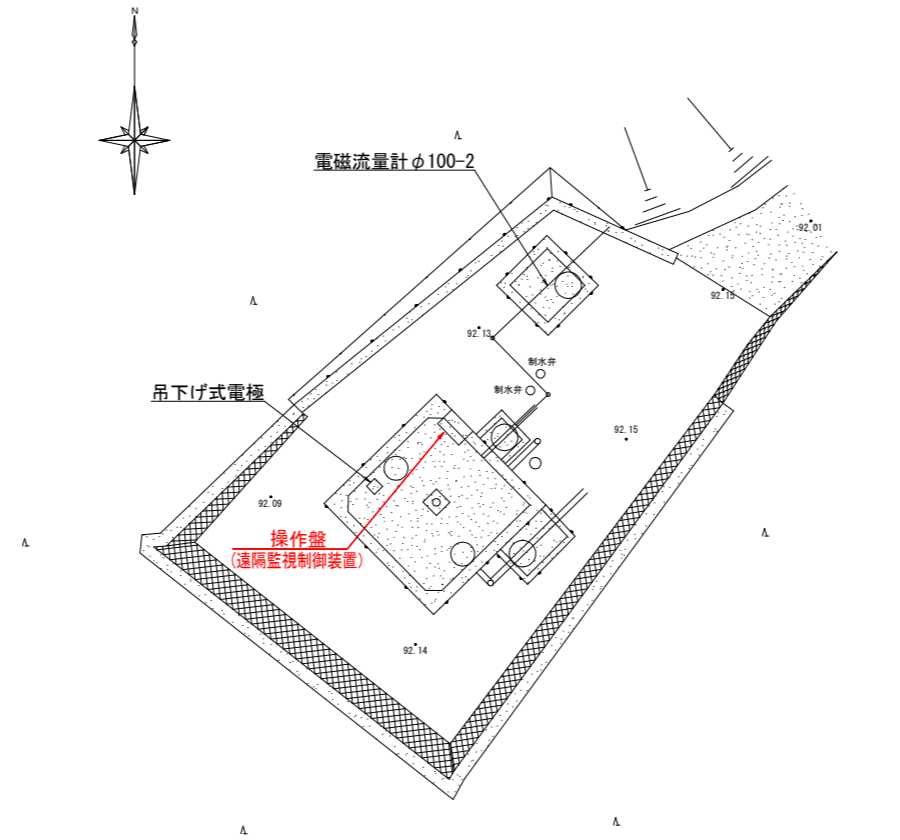 N
電磁流量計φ100-2
92.01
92.15
92.13
制水弁
制水弁
吊下げ式電極
92.15
92.09
操作盤
(遠隔監視制御装置)
92.14